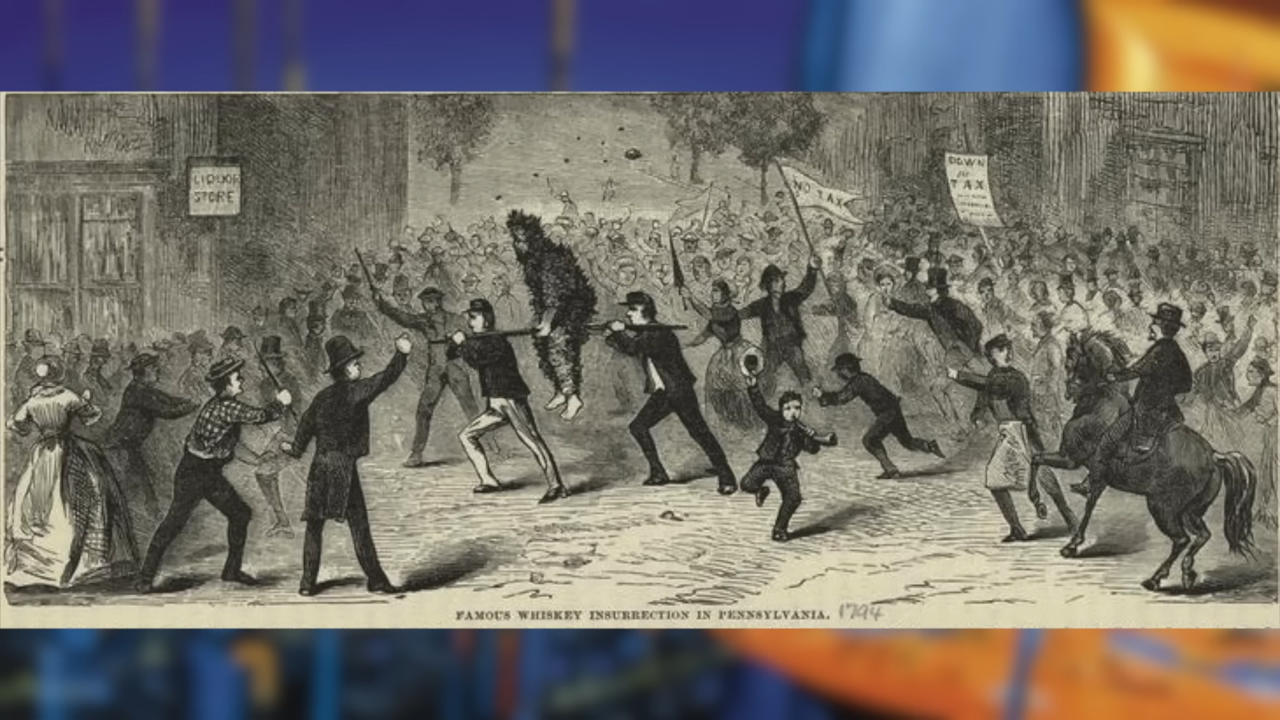 LIQUOR
STORE
NO TAX
DOWN
TAX
FAMOUS WHISKEY INSURRECTION IN PENNSYLVANIA. 1794